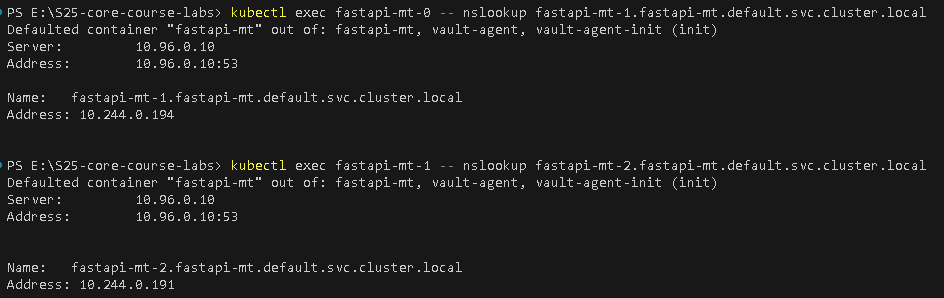 PS E:\S25-core-course-labs> kubectl exec fastapi-mt-0 -- nslookup fastapi-mt-1.fastapi-mt.default.svc.cluster.local
Defaulted container "fastapi-mt" out of: fastapi-mt, vault-agent, vault-agent-init (init)
Server:         10.96.0.10
Address:        10.96.0.10:53
Name:   fastapi-mt-1.fastapi-mt.default.svc.cluster.local
Address: 10.244.0.194
PS E:\S25-core-course-labs> kubectl exec fastapi-mt-1 -- nslookup fastapi-mt-2.fastapi-mt.default.svc.cluster.local
Defaulted container "fastapi-mt" out of: fastapi-mt, vault-agent, vault-agent-init (init)
Server:         10.96.0.10
Address:        10.96.0.10:53
Name:   fastapi-mt-2.fastapi-mt.default.svc.cluster.local
Address: 10.244.0.191